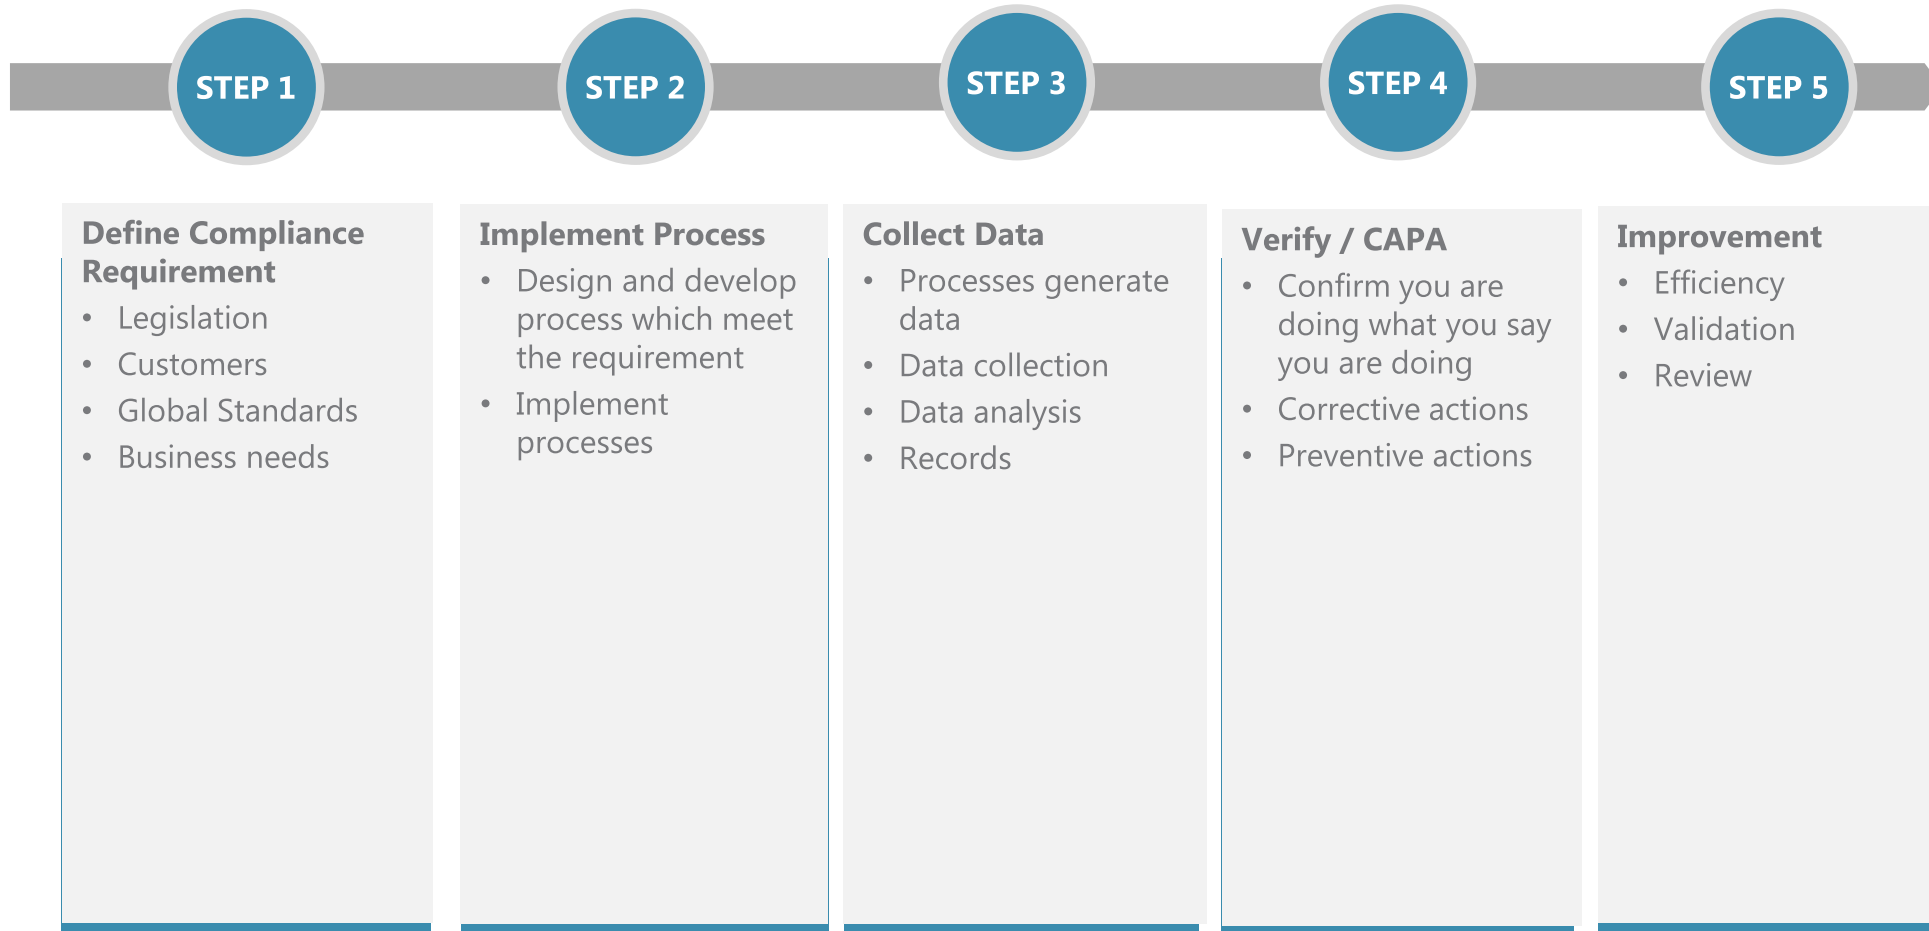 STEP 1
STEP 2
STEP 3
STEP 4
STEP 5
Define Compliance
Requirement
• Legislation
• Customers
• Global Standards
• Business needs
Implement Process
• Design and develop
process which meet
the requirement
• Implement
processes
Collect Data
• Processes generate
data
• Data collection
• Data analysis
• Records
Verify / CAPA
• Confirm you are
doing what you say
you are doing
• Corrective actions
• Preventive actions
Improvement
• Efficiency
• Validation
• Review